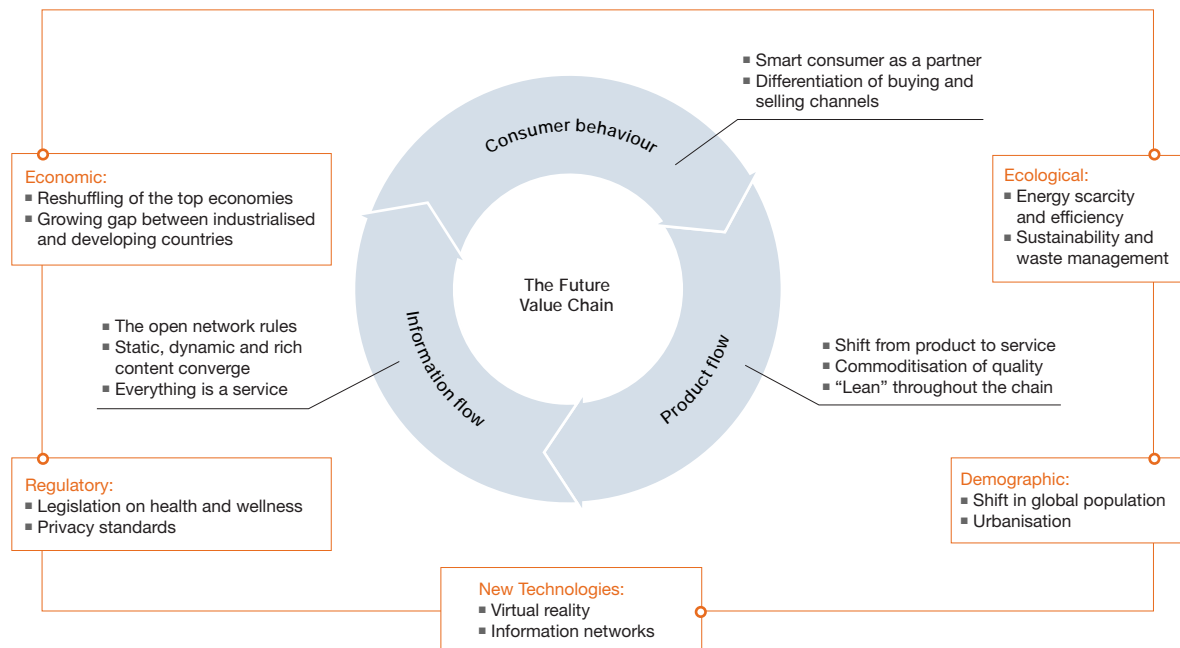 ■ Smart consumer as a partner
■ Differentiation of buying and
selling channels
Consumer behaviour
Economic:
■ Reshuffling of the top economies
■ Growing gap between industrialised
and developing countries
Ecological:
■ Energy scarcity
and efficiency
■ Sustainability and
waste management
The Future
Value Chain
■ The open network rules
■ Static, dynamic and rich
content converge
■ Everything is a service
Information flow
Product flow
■ Shift from product to service
■ Commoditisation of quality
■ “Lean” throughout the chain
Regulatory:
■ Legislation on health and wellness
■ Privacy standards
Demographic:
■ Shift in global population
■ Urbanisation
New Technologies:
■ Virtual reality
■ Information networks